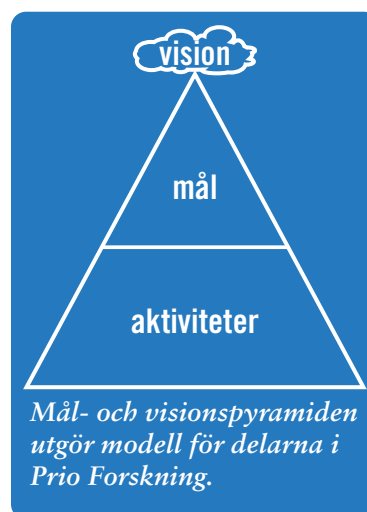 vision
mål
aktiviteter
Mål- och visionspyramiden
utgör modell för delarna i
Prio Forskning.